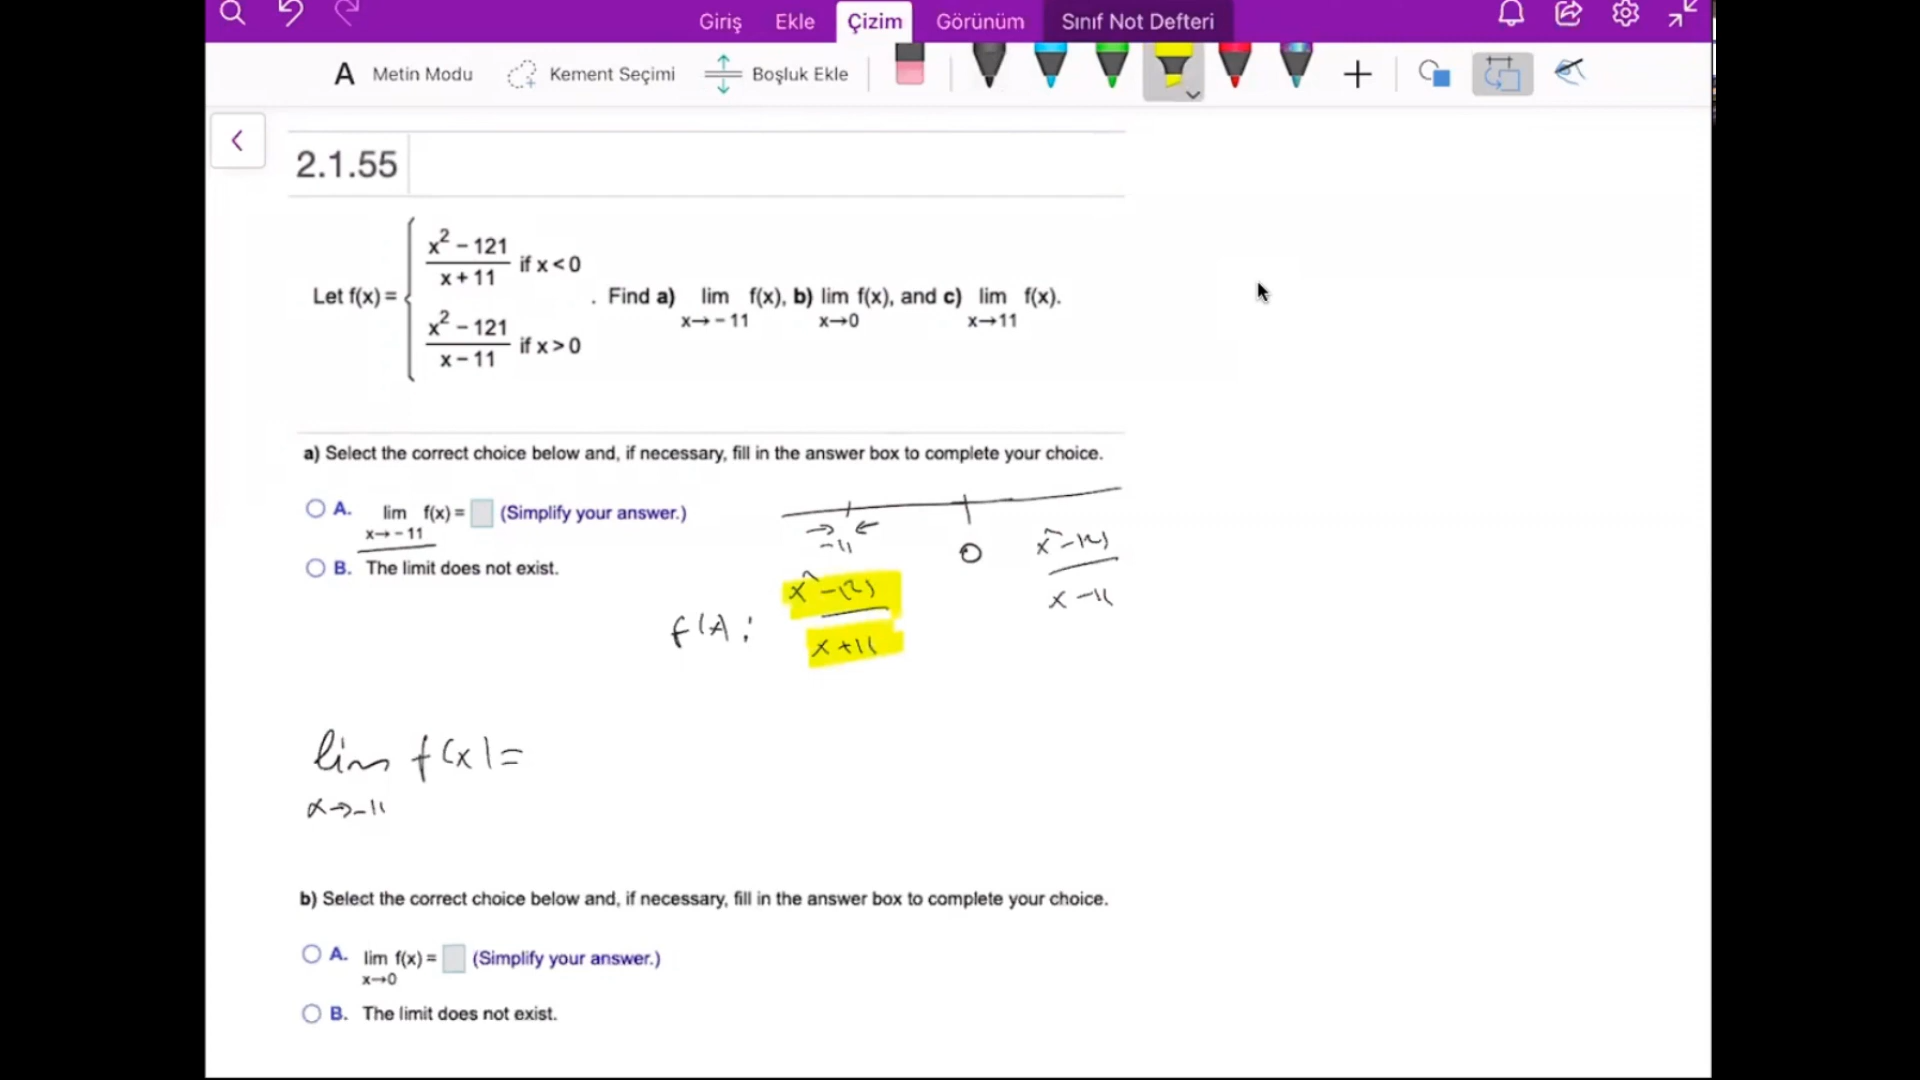 Giriş Ekle Çizim Görünüm Sınıf Not Defteri
A Metin Modu Kement Seçimi Boşluk Ekle
2.1.55
x² − 121
if x < 0
x + 11
Let f(x) = . Find a) lim f(x), b) lim f(x), and c) lim f(x).
x→−11 x→0 x→11
x² − 121
if x > 0
x − 11
a) Select the correct choice below and, if necessary, fill in the answer box to complete your choice.
A. lim f(x) = (Simplify your answer.)
x→−11
B. The limit does not exist.
→ ←
−11 0
x² − 121
x − 11
f(x) :
x² − 121
x + 11
lim f(x) =
x→−11
b) Select the correct choice below and, if necessary, fill in the answer box to complete your choice.
A. lim f(x) = (Simplify your answer.)
x→0
B. The limit does not exist.